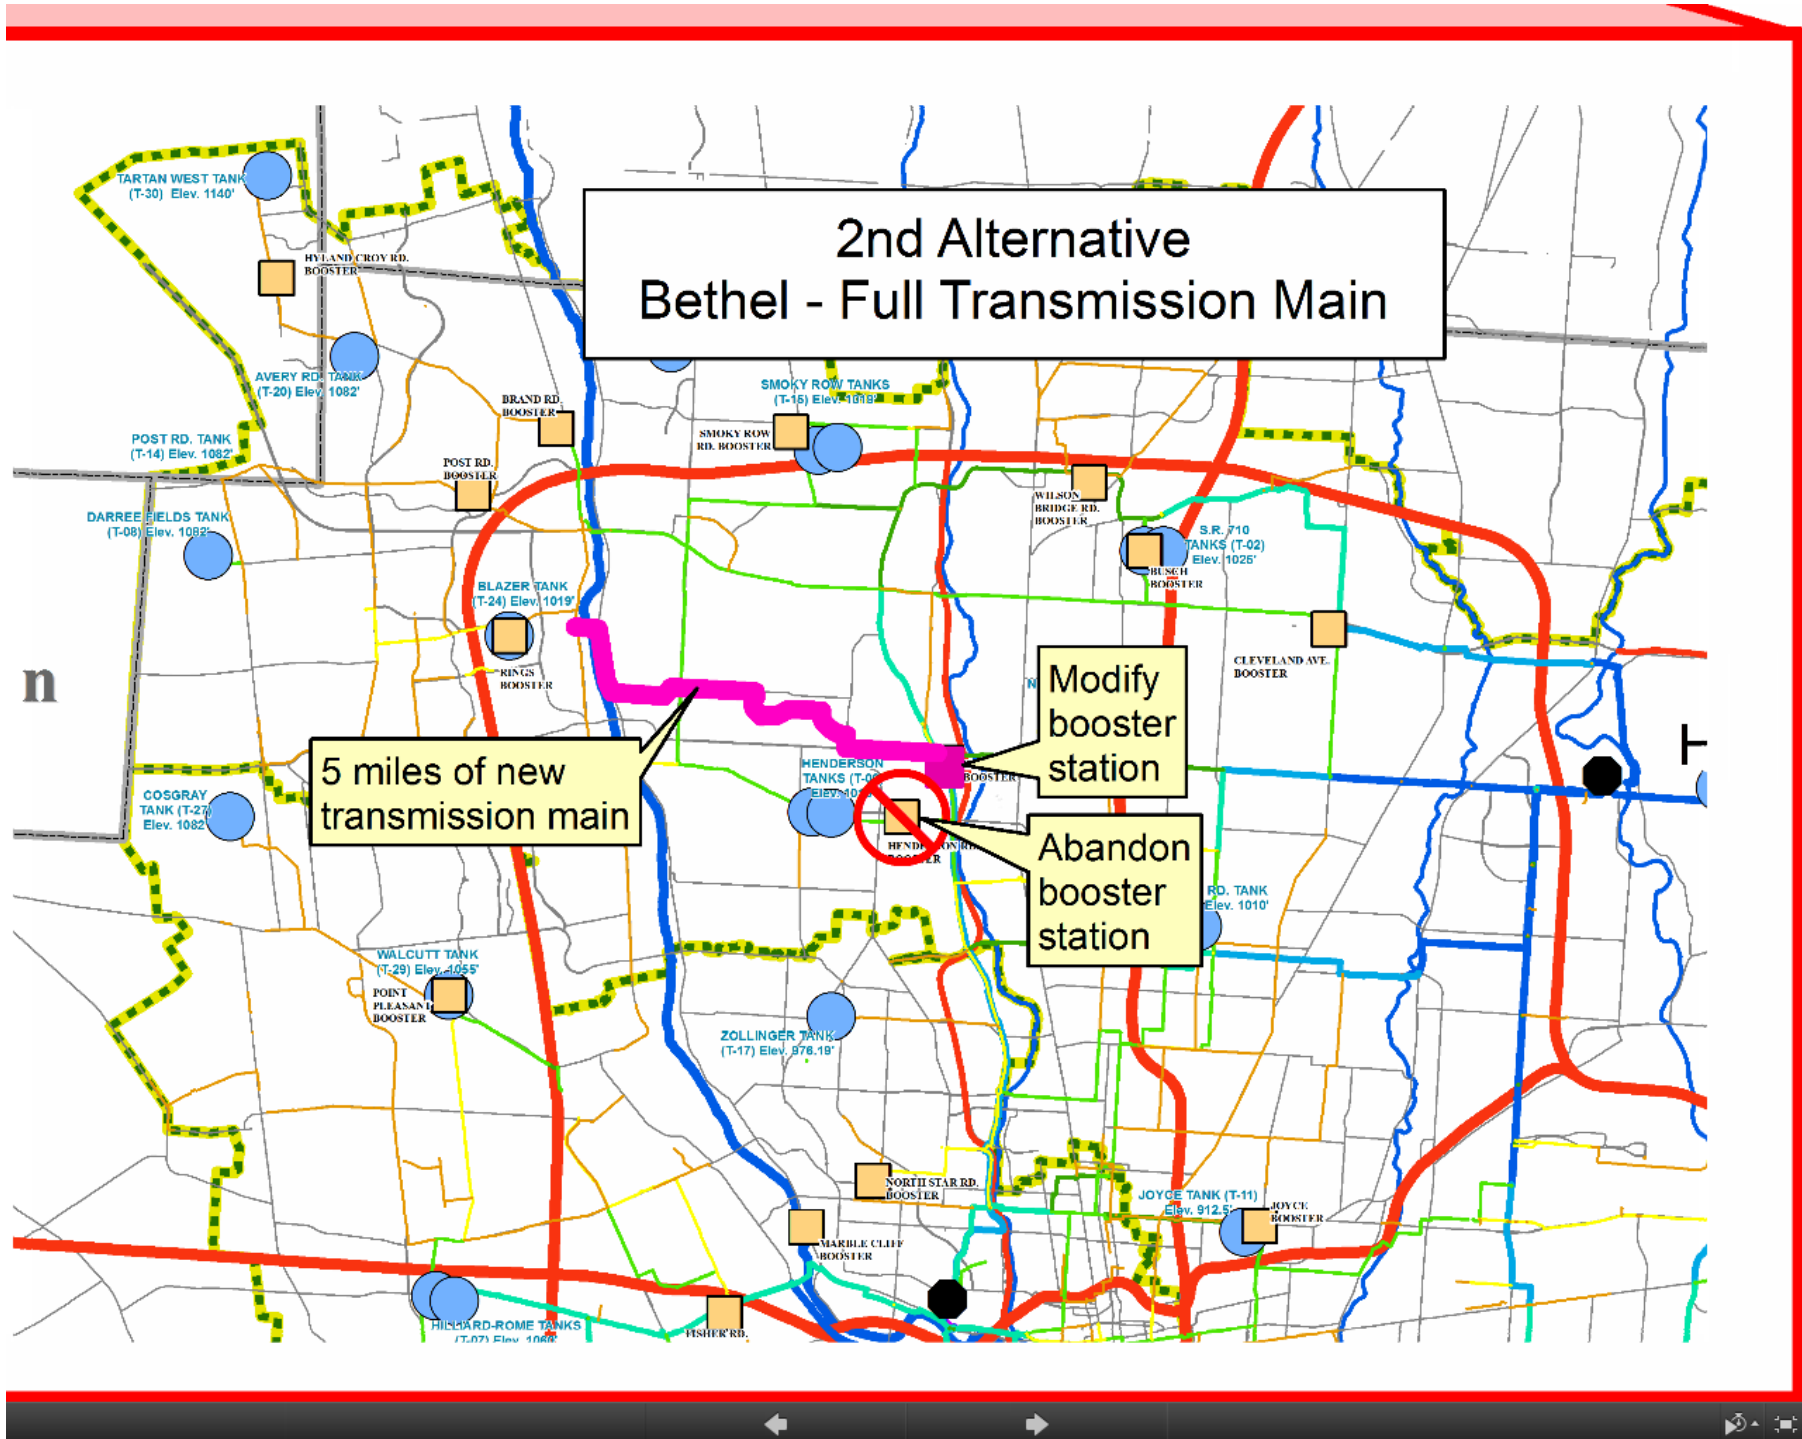 2nd Alternative
Bethel - Full Transmission Main
TARTAN WEST TANK
(T-30) Elev. 1140'
HYLAND CROY RD.
BOOSTER
AVERY RD. TANK
(T-20) Elev. 1082'
BRAND RD.
BOOSTER
SMOKY ROW TANKS
(T-15) Elev. 1019'
SMOKY ROW
RD. BOOSTER
POST RD. TANK
(T-14) Elev. 1082'
POST RD.
BOOSTER
WILSON
BRIDGE RD.
BOOSTER
DARREE FIELDS TANK
(T-08) Elev. 1082'
S.R. 710
TANKS (T-02)
Elev. 1025'
BUSCH
BOOSTER
BLAZER TANK
(T-24) Elev. 1019'
RINGS
BOOSTER
CLEVELAND AVE.
BOOSTER
n
Modify
booster
station
5 miles of new
transmission main
HENDERSON
TANKS
BOOSTER
COSGRAY
TANK (T-27)
Elev. 1082'
Abandon
booster
station
RD. TANK
Elev. 1010'
WALCUTT TANK
(T-29) Elev. 1055'
POINT
PLEASANT
BOOSTER
ZOLLINGER TANK
(T-17) Elev. 976.19'
NORTH STAR RD.
BOOSTER
JOYCE TANK (T-11)
Elev. 912.5'
JOYCE
BOOSTER
MARBLE CLIFF
BOOSTER
HILLIARD-ROME TANKS
(T-07) Elev.
FISHER RD.